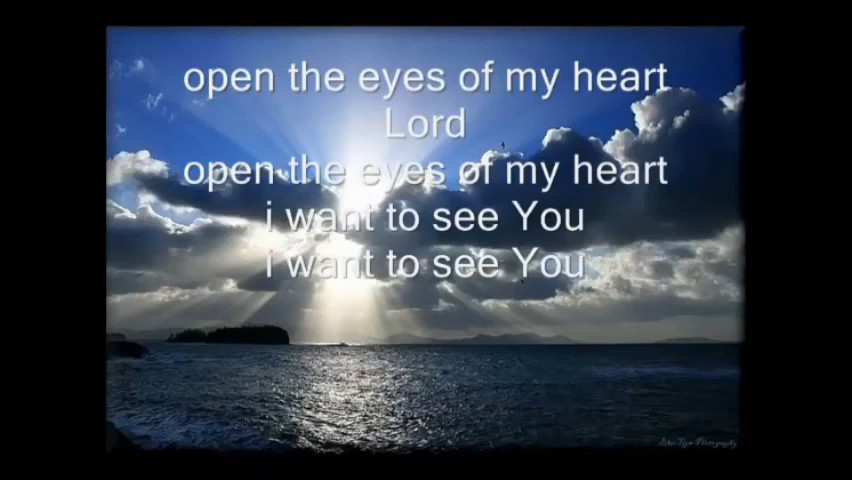 open the eyes of my heart
Lord
open the eyes of my heart
i want to see You
i want to see You